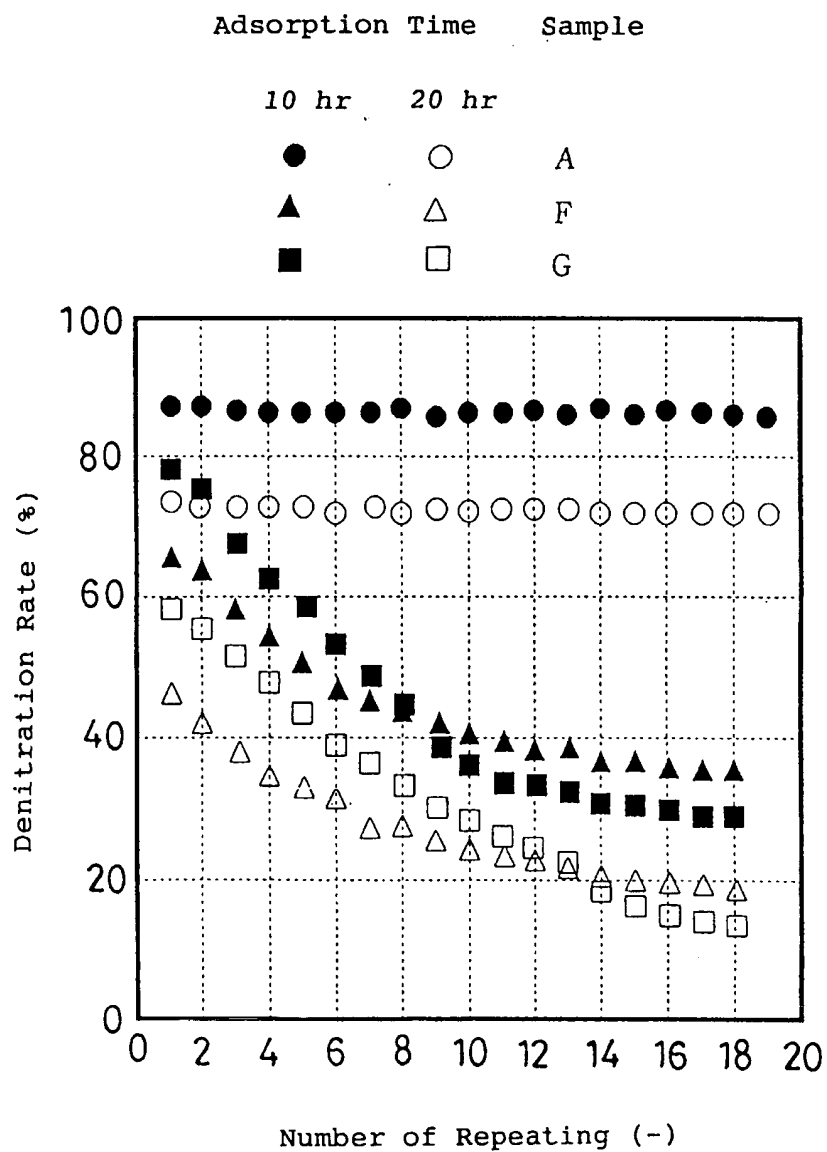 Adsorption Time Sample
10 hr 20 hr
A
F
G
100
80
60
40
20
0
Denitration Rate (%)
0 2 4 6 8 10 12 14 16 18 20
Number of Repeating (-)